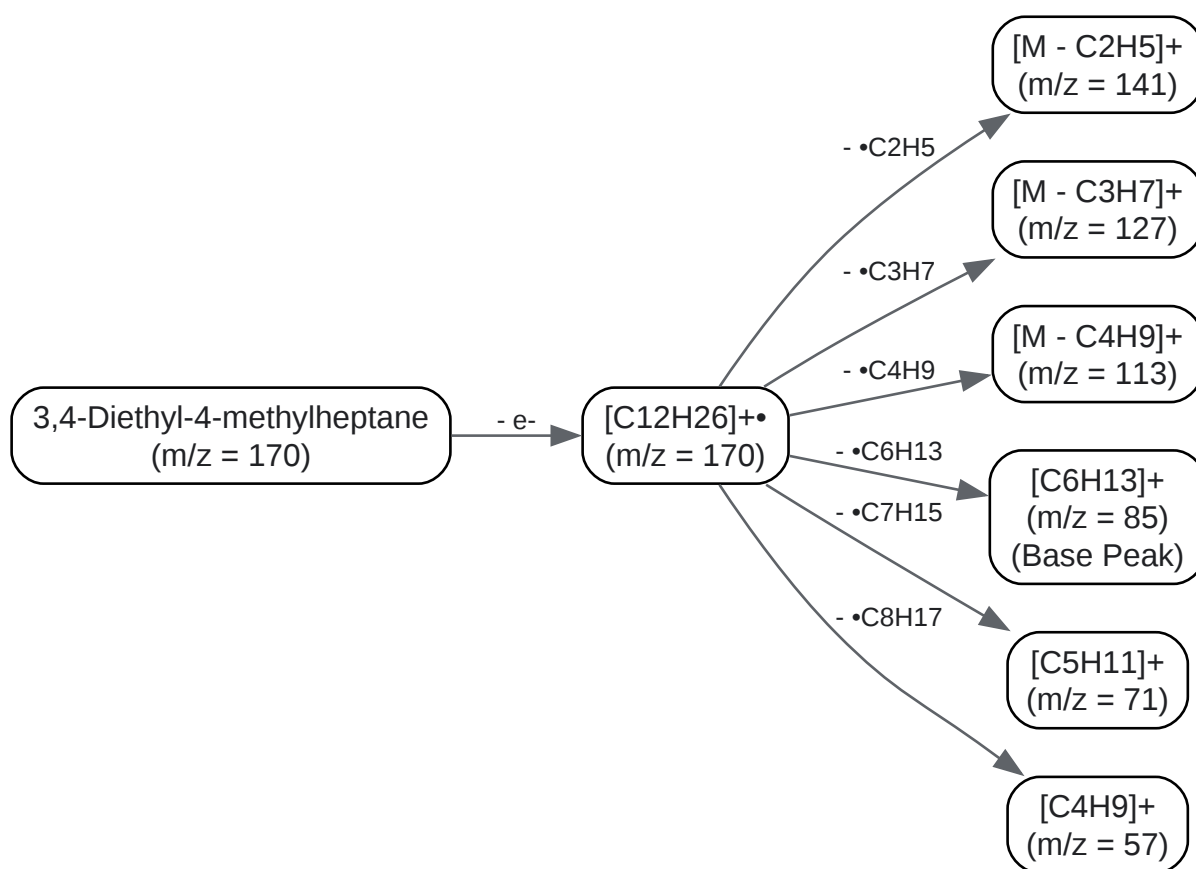 [M - C2H5]+
(m/z = 141)
- •C2H5
[M - C3H7]+
(m/z = 127)
- •C3H7
[M - C4H9]+
(m/z = 113)
- •C4H9
3,4-Diethyl-4-methylheptane
(m/z = 170)
- e-
[C12H26]+•
(m/z = 170)
- •C6H13
[C6H13]+
(m/z = 85)
(Base Peak)
- •C7H15
[C5H11]+
(m/z = 71)
- •C8H17
[C4H9]+
(m/z = 57)